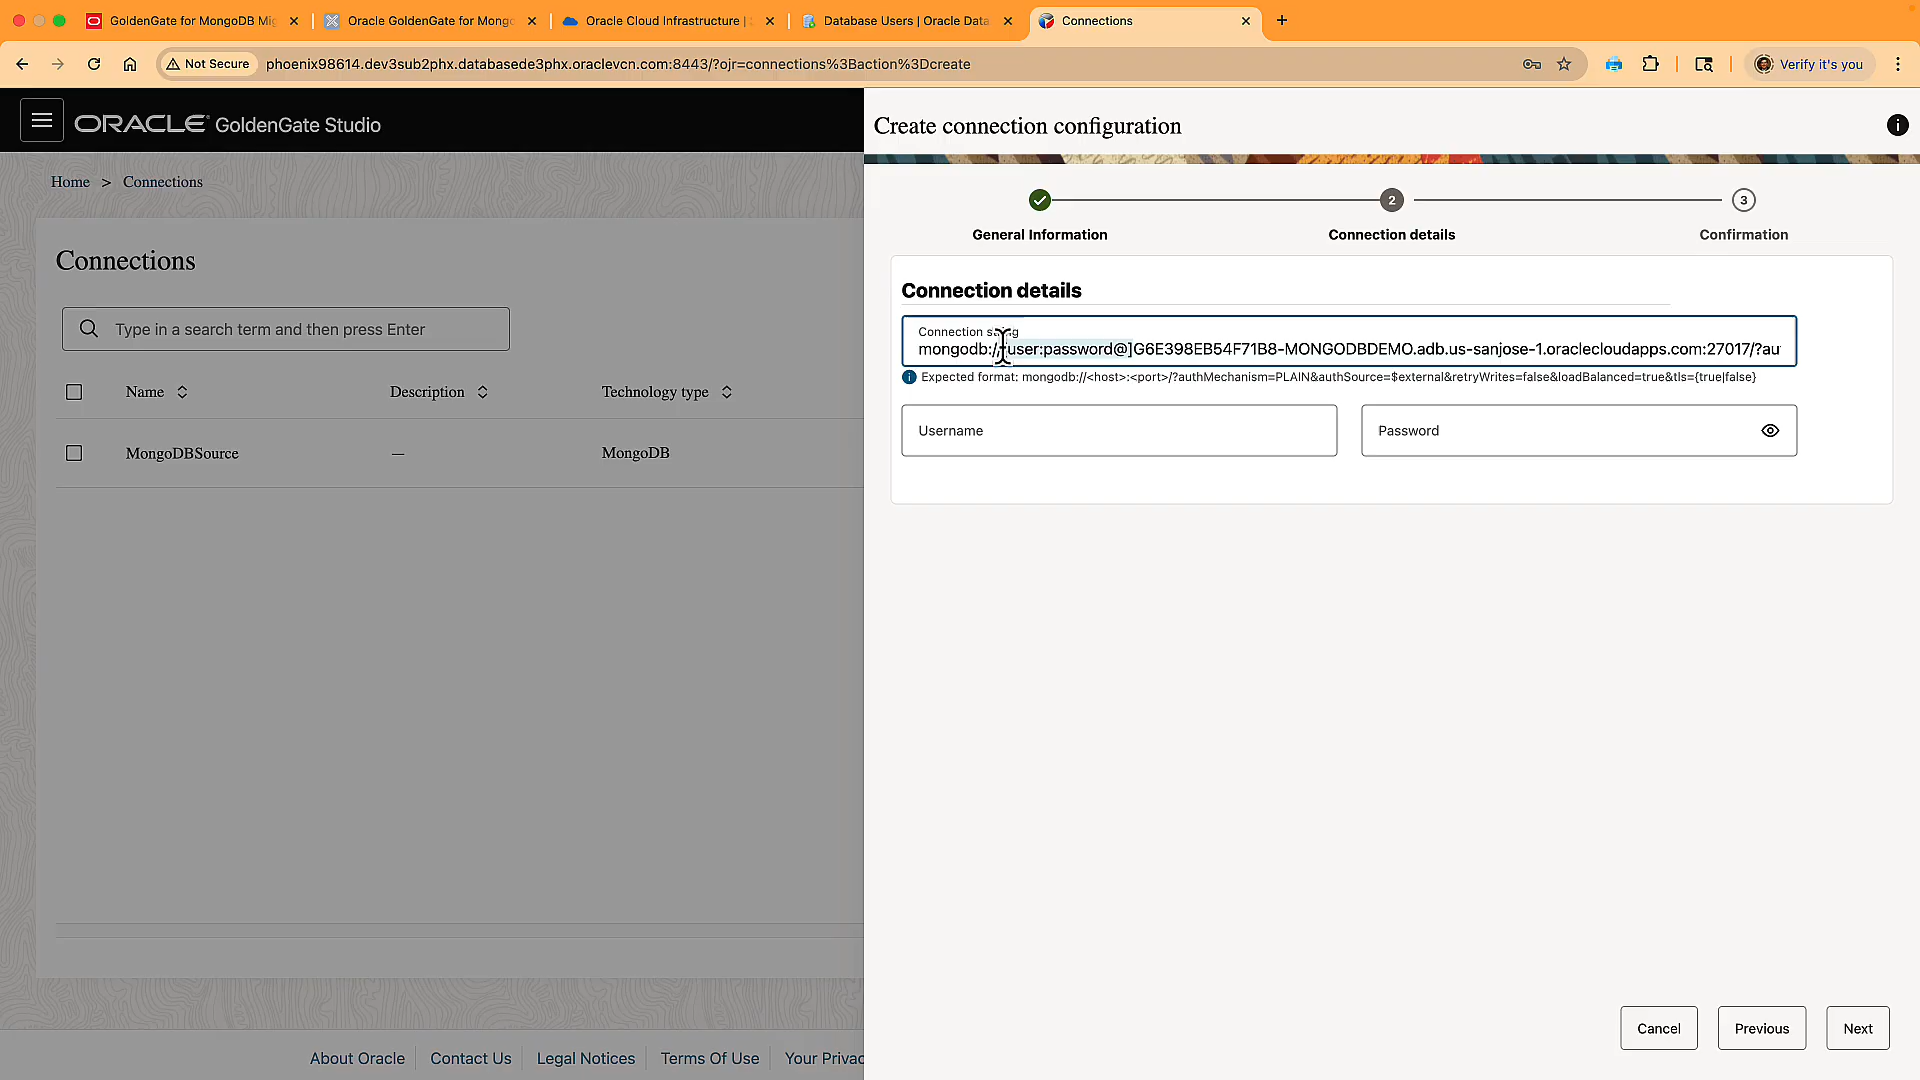 GoldenGate for MongoDB Mig
Oracle GoldenGate for Mongo
Oracle Cloud Infrastructure |
Database Users | Oracle Data
Connections
Not Secure
phoenix98614.dev3sub2phx.databasede3phx.oraclevcn.com:8443/?ojr=connections%3Baction%3Dcreate
Verify it's you
ORACLE GoldenGate Studio
Home > Connections
Connections
Type in a search term and then press Enter
Name Description Technology type
MongoDBSource — MongoDB
About Oracle Contact Us Legal Notices Terms Of Use Your Privac
Create connection configuration
2 3
General Information Connection details Confirmation
Connection details
Connection
mongodb:// user:password@]G6E398EB54F71B8-MONGODBDEMO.adb.us-sanjose-1.oraclecloudapps.com:27017/?au
Expected format: mongodb://<host>:<port>/?authMechanism=PLAIN&authSource=$external&retryWrites=false&loadBalanced=true&tls={true|false}
Username Password
Cancel Previous Next